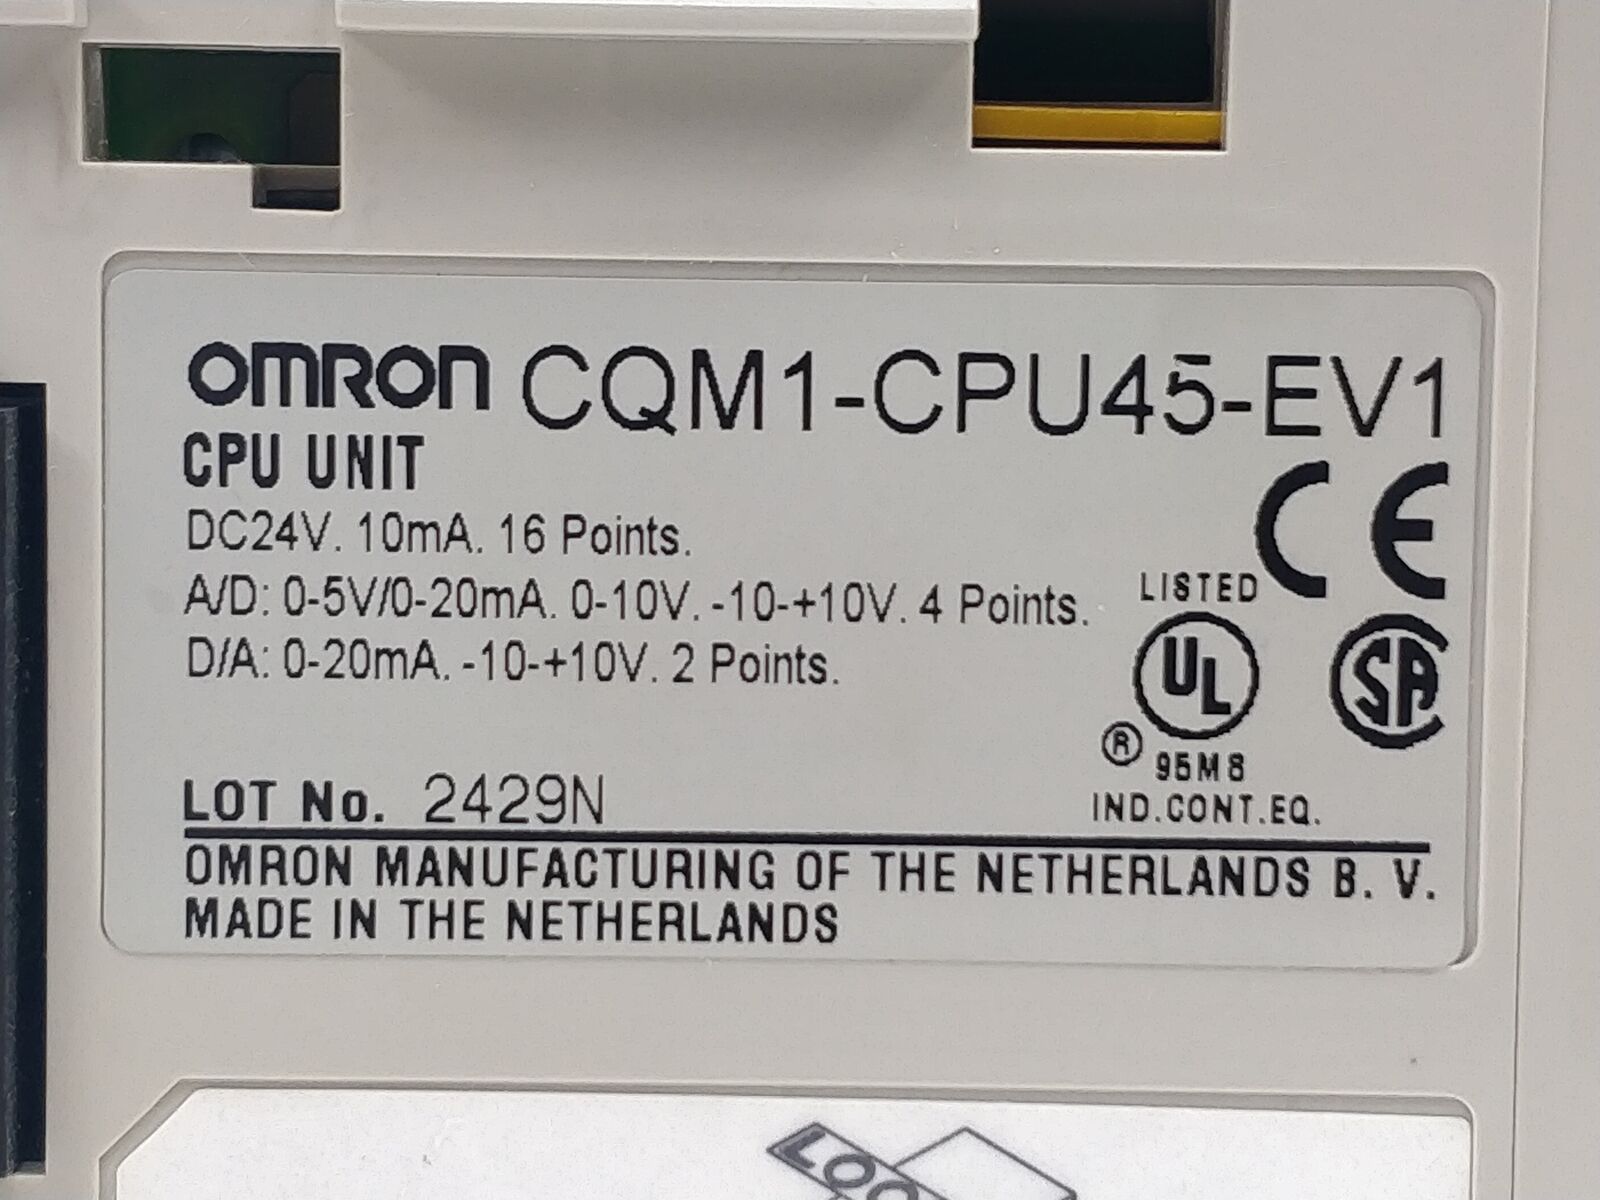 OMRON CQM1-CPU45-EV1
CPU UNIT
DC24V. 10mA. 16 Points.
A/D: 0-5V/0-20mA. 0-10V. -10-+10V. 4 Points.
D/A: 0-20mA. -10-+10V. 2 Points.
CE
LISTED
UL
SA
® 95M8
IND.CONT.EQ.
LOT No. 2429N
OMRON MANUFACTURING OF THE NETHERLANDS B. V.
MADE IN THE NETHERLANDS